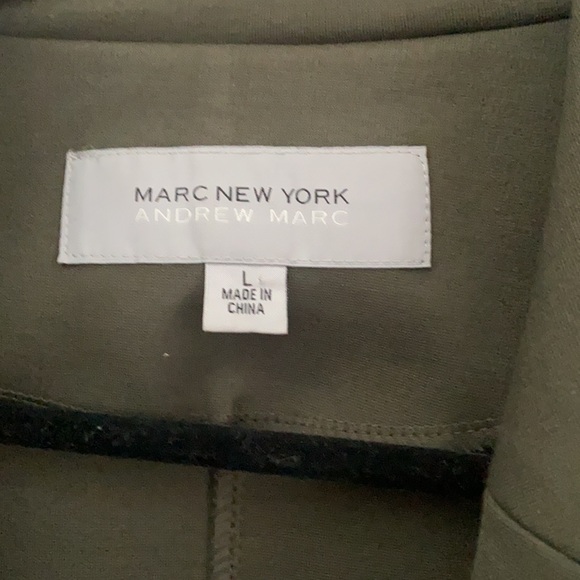 MARC NEW YORK
ANDREW MARC
L
MADE IN
CHINA